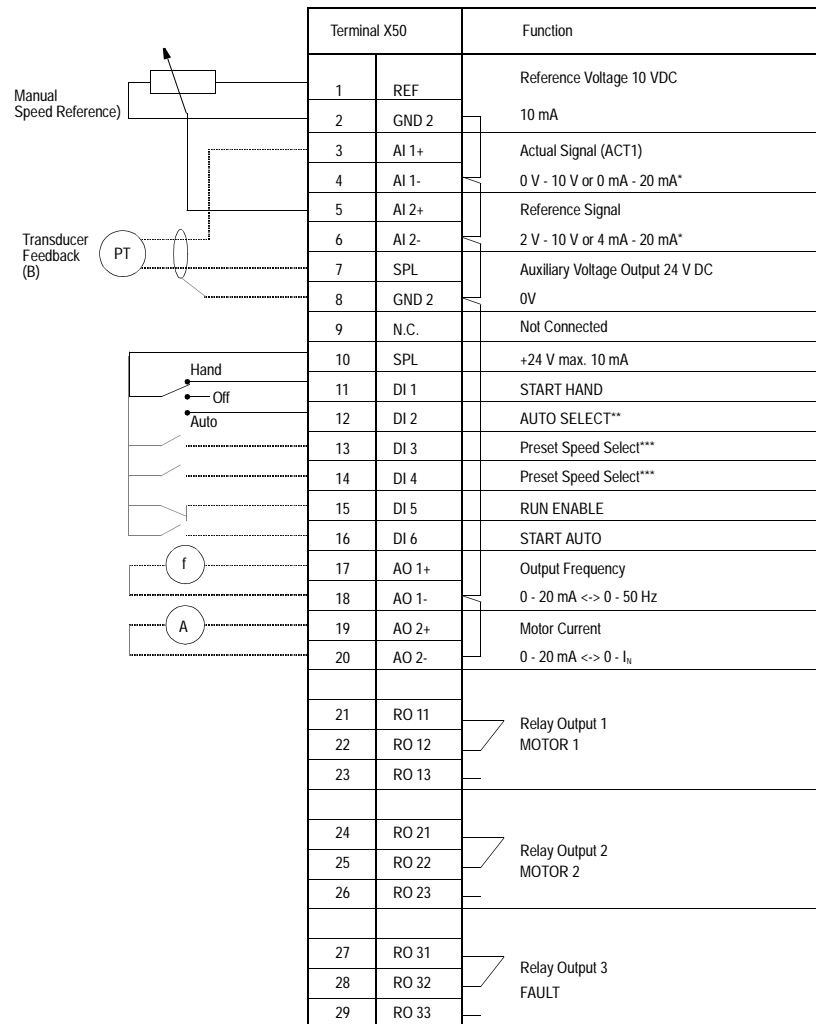 Terminal X50 Function
Manual
Speed Reference)
1 REF Reference Voltage 10 VDC
2 GND 2 10 mA
3 AI 1+ Actual Signal (ACT1)
4 AI 1- 0 V - 10 V or 0 mA - 20 mA*
5 AI 2+ Reference Signal
6 AI 2- 2 V - 10 V or 4 mA - 20 mA*
Transducer
Feedback
(B)
PT
7 SPL Auxiliary Voltage Output 24 V DC
8 GND 2 0V
9 N.C. Not Connected
10 SPL +24 V max. 10 mA
Hand
11 DI 1 START HAND
Off
12 DI 2 AUTO SELECT**
Auto
13 DI 3 Preset Speed Select***
14 DI 4 Preset Speed Select***
15 DI 5 RUN ENABLE
16 DI 6 START AUTO
f
17 AO 1+ Output Frequency
18 AO 1- 0 - 20 mA <-> 0 - 50 Hz
A
19 AO 2+ Motor Current
20 AO 2- 0 - 20 mA <-> 0 - IN
21 RO 11 Relay Output 1
22 RO 12 MOTOR 1
23 RO 13
24 RO 21 Relay Output 2
25 RO 22 MOTOR 2
26 RO 23
27 RO 31 Relay Output 3
28 RO 32 FAULT
29 RO 33